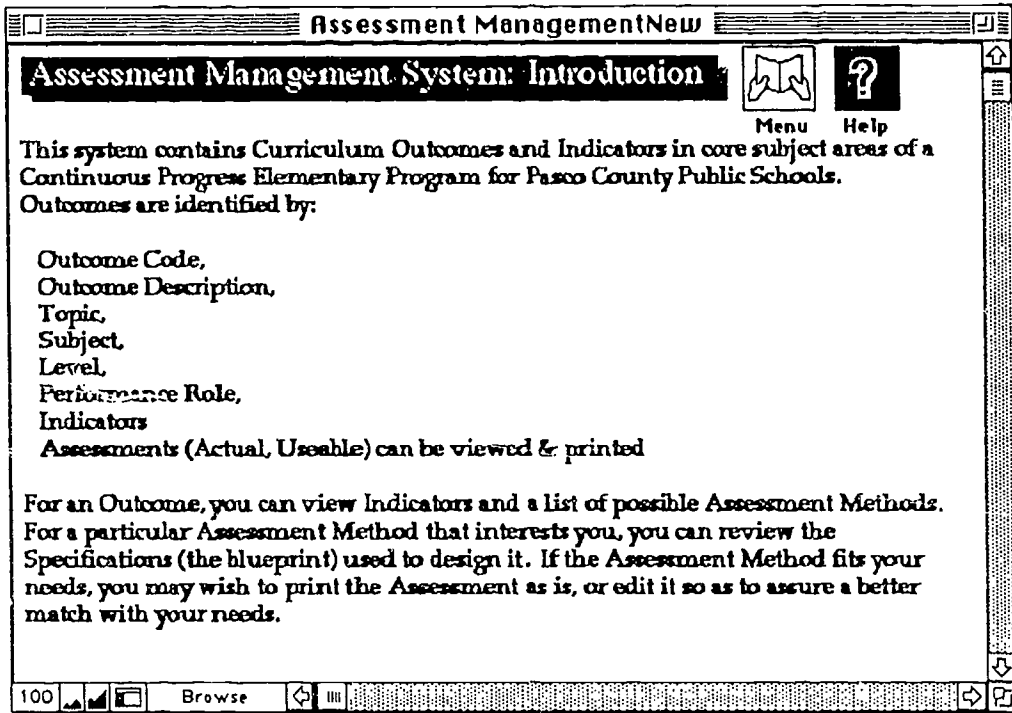 Assessment ManagementNew
Assessment Management System: Introduction
?
Menu Help
This system contains Curriculum Outcomes and Indicators in core subject areas of a
Continuous Progress Elementary Program for Pasco County Public Schools.
Outcomes are identified by:
Outcome Code,
Outcome Description,
Topic,
Subject,
Level,
Performance Role,
Indicators
Assessments (Actual, Useable) can be viewed & printed
For an Outcome, you can view Indicators and a list of possible Assessment Methods.
For a particular Assessment Method that interests you, you can review the
Specifications (the blueprint) used to design it. If the Assessment Method fits your
needs, you may wish to print the Assessment as is, or edit it so as to assure a better
match with your needs.
100 Browse